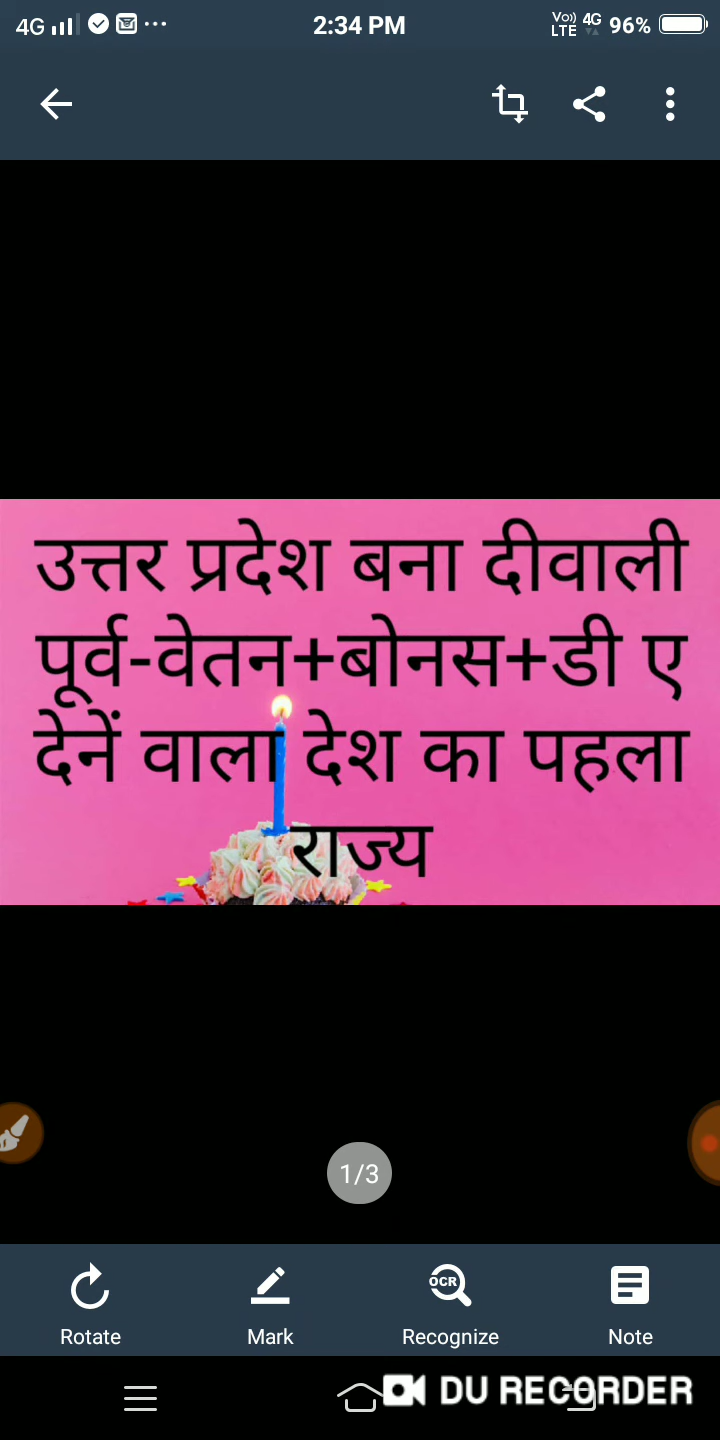 4G 2:34 PM Vo)) LTE 4G 96%
उत्तर प्रदेश बना दीवाली
पूर्व-वेतन+बोनस+डी ए
देनें वाला देश का पहला
राज्य
1/3
OCR
Rotate Mark Recognize Note
DU RECORDER